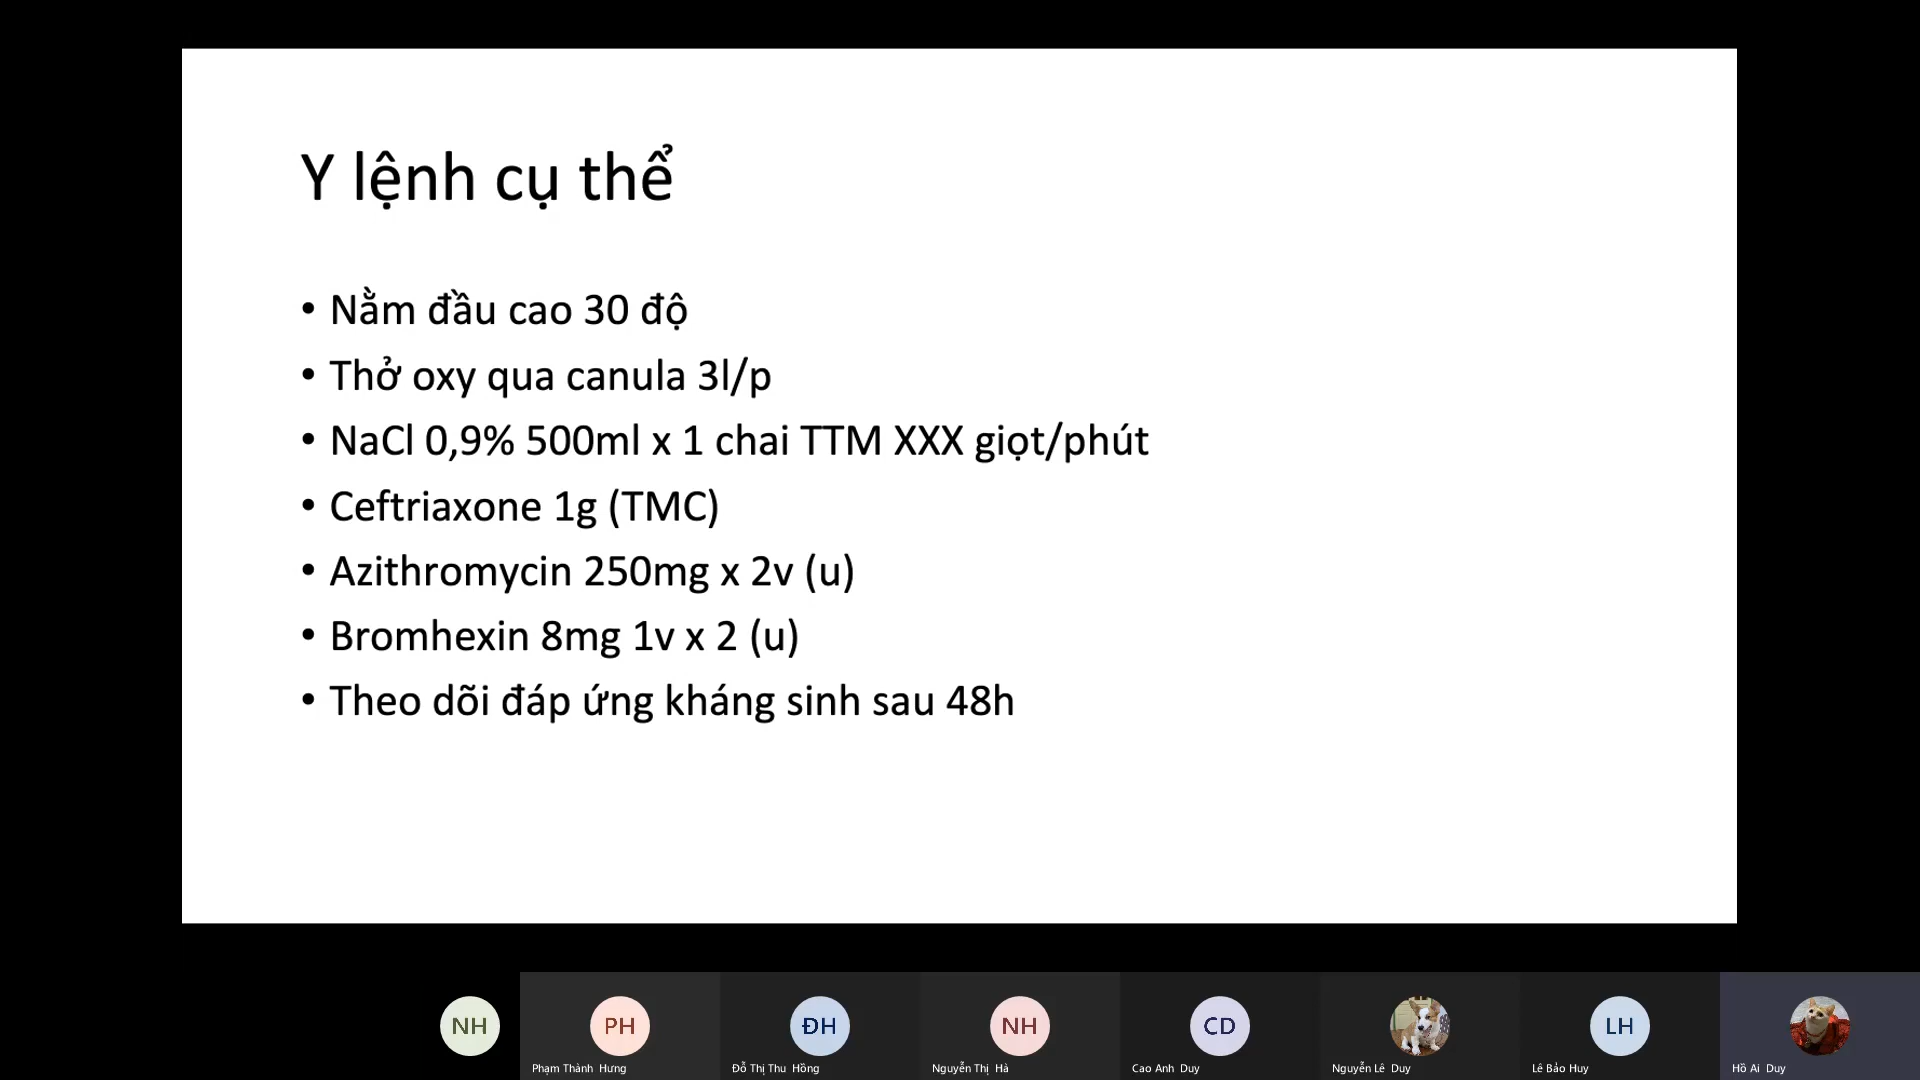 Y lệnh cụ thể
• Nằm đầu cao 30 độ
• Thở oxy qua canula 3l/p
• NaCl 0,9% 500ml x 1 chai TTM XXX giọt/phút
• Ceftriaxone 1g (TMC)
• Azithromycin 250mg x 2v (u)
• Bromhexin 8mg 1v x 2 (u)
• Theo dõi đáp ứng kháng sinh sau 48h
NH PH ĐH NH CD LH
Phạm Thành Hưng Đỗ Thị Thu Hồng Nguyễn Thị Hà Cao Anh Duy Nguyễn Lê Duy Lê Bảo Huy Hồ Ai Duy